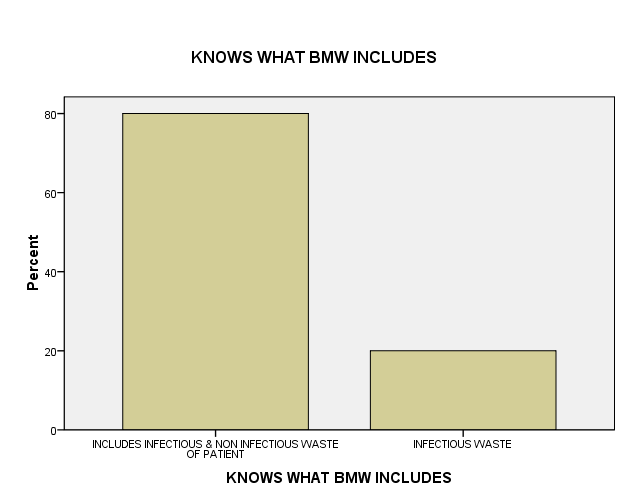 KNOWS WHAT BMW INCLUDES
Percent
80
60
40
20
0
INCLUDES INFECTIOUS & NON INFECTIOUS WASTE
OF PATIENT
INFECTIOUS WASTE
KNOWS WHAT BMW INCLUDES